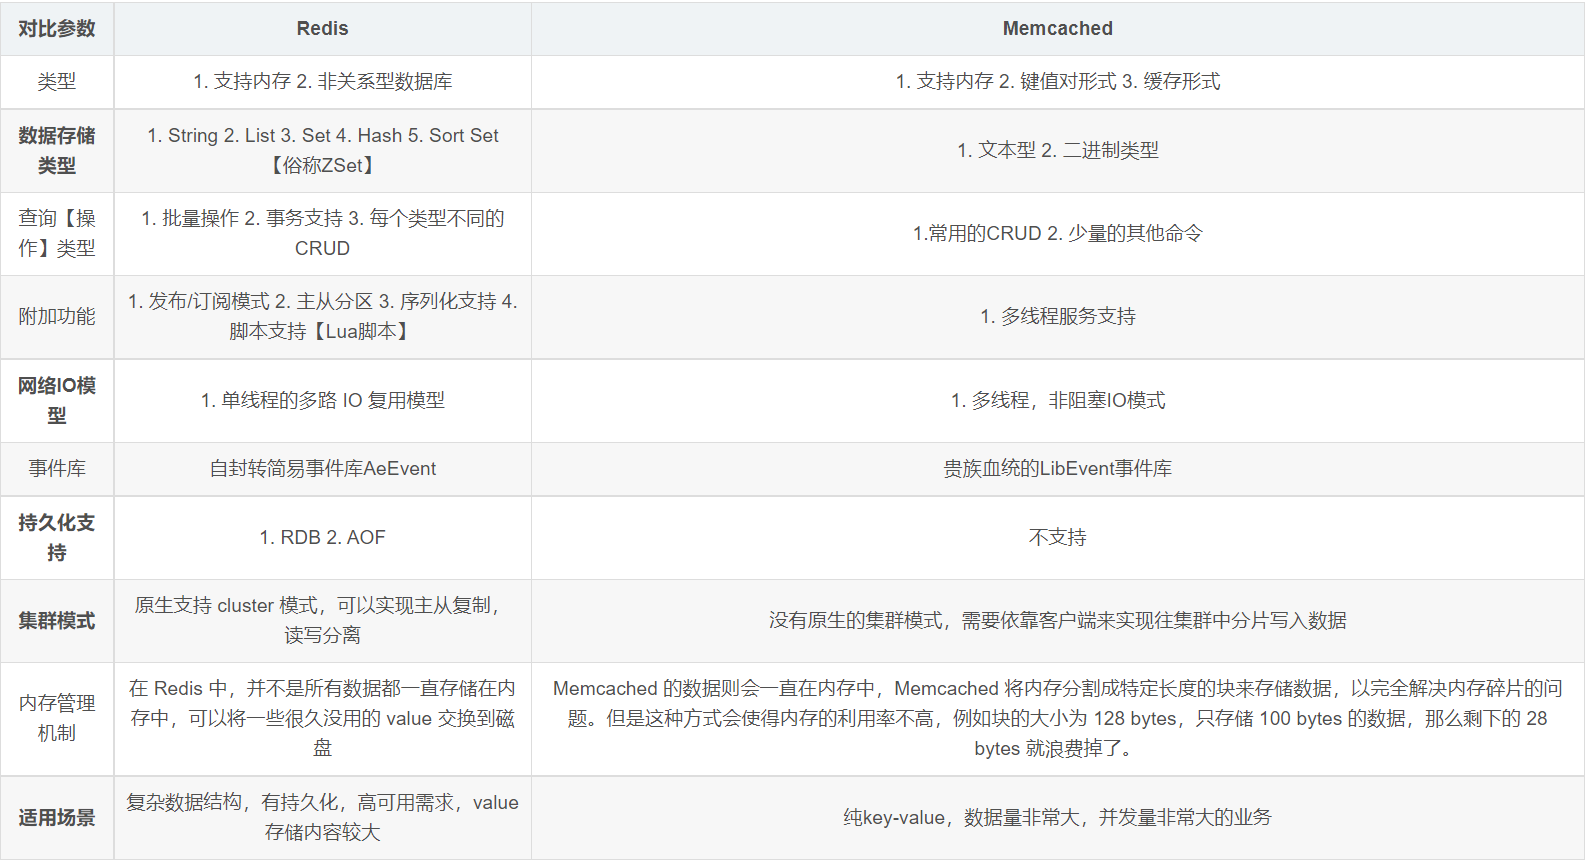 对比参数 Redis Memcached
类型 1. 支持内存 2. 非关系型数据库 1. 支持内存 2. 键值对形式 3. 缓存形式
数据存储
类型
1. String 2. List 3. Set 4. Hash 5. Sort Set
【俗称ZSet】
1. 文本型 2. 二进制类型
查询【操
作】类型
1. 批量操作 2. 事务支持 3. 每个类型不同的
CRUD
1.常用的CRUD 2. 少量的其他命令
附加功能
1. 发布/订阅模式 2. 主从分区 3. 序列化支持 4.
脚本支持【Lua脚本】
1. 多线程服务支持
网络IO模
型
1. 单线程的多路 IO 复用模型
1. 多线程，非阻塞IO模式
事件库 自封转简易事件库AeEvent 贵族血统的LibEvent事件库
持久化支
持
1. RDB 2. AOF
不支持
集群模式
原生支持 cluster 模式，可以实现主从复制，
读写分离
没有原生的集群模式，需要依靠客户端来实现往集群中分片写入数据
内存管理
机制
在 Redis 中，并不是所有数据都一直存储在内
存中，可以将一些很久没用的 value 交换到磁
盘
Memcached 的数据则会一直在内存中，Memcached 将内存分割成特定长度的块来存储数据，以完全解决内存碎片的问
题。但是这种方式会使得内存的利用率不高，例如块的大小为 128 bytes，只存储 100 bytes 的数据，那么剩下的 28
bytes 就浪费掉了。
适用场景
复杂数据结构，有持久化，高可用需求，value
存储内容较大
纯key-value，数据量非常大，并发量非常大的业务